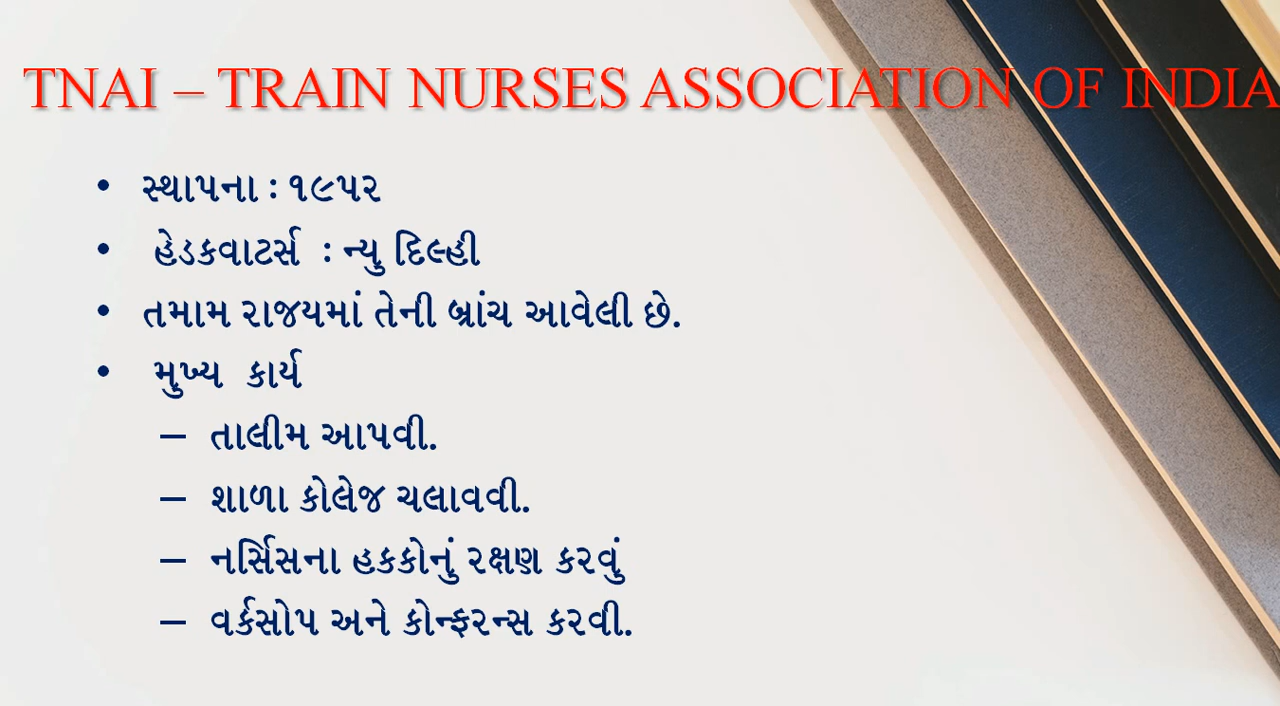 TNAI – TRAIN NURSES ASSOCIATION OF INDIA
• સ્થાપના : ૧૯૫૨
• હેડકવાટર્સ : ન્યુ દિલ્હી
• તમામ રાજયમાં તેની બ્રાંચ આવેલી છે.
• મુખ્ય કાર્ય
– તાલીમ આપવી.
– શાળા કોલેજ ચલાવવી.
– નર્સિસના હકકોનું રક્ષણ કરવું
– વર્કસોપ અને કોન્ફરન્સ કરવી.